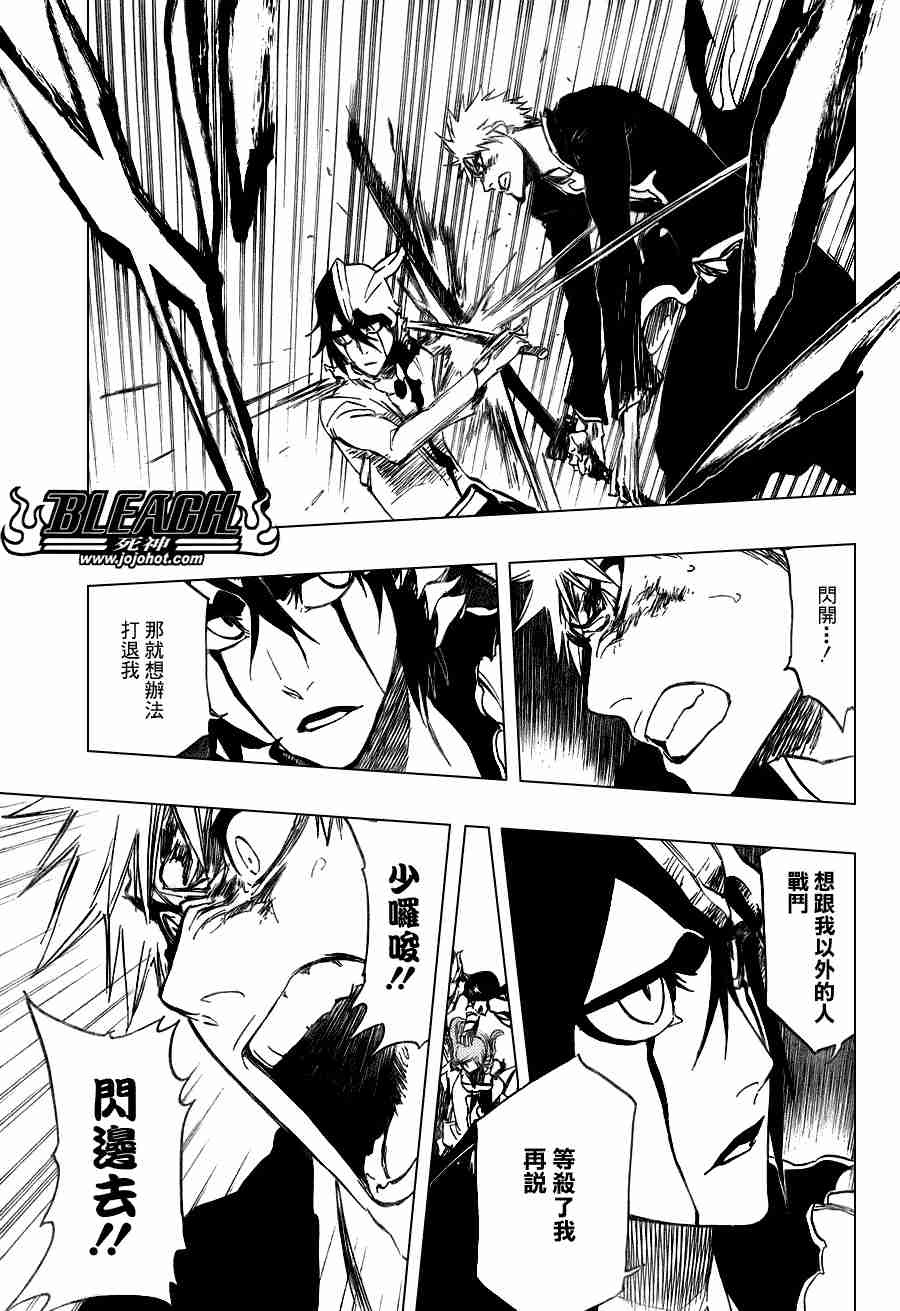 BLEACH
死神
www.jojohot.com
閃開⋯⋯!
那就想辦法
打退我
想跟我以外的人
戰鬥
等殺了我
再説
少囉唆!!
閃邊去!!